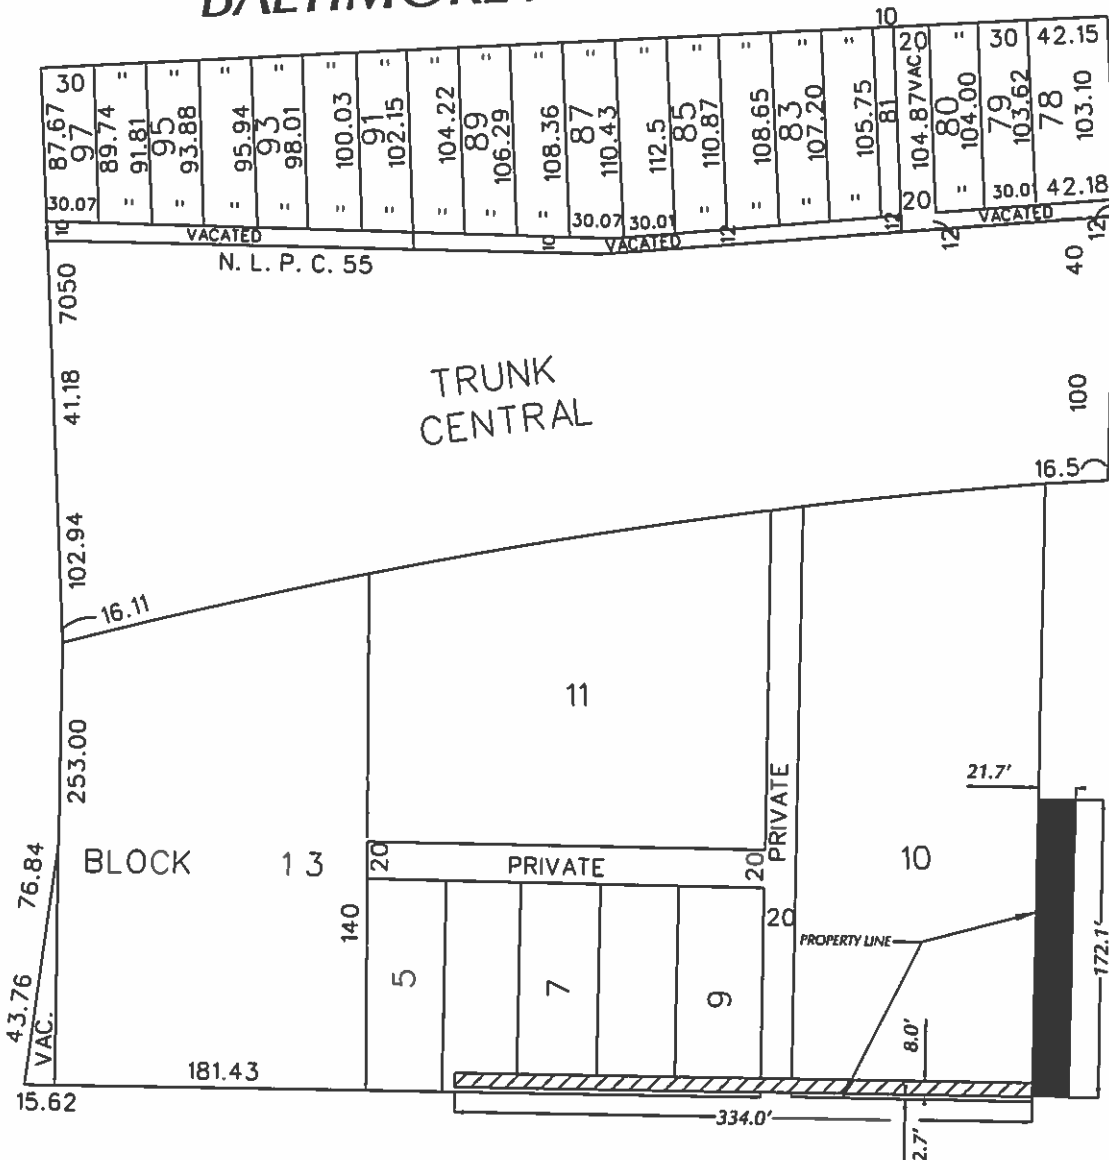 10
30 " " " " " " " " " " " " " " " 20 " 30 42.15
87.67 97 89.74 91.81 95 93.88 95.94 93 98.01 100.03 91 102.15 104.22 89 106.29 108.36 87 110.43 112.5 85 110.87 108.65 83 107.20 105.75 81 104.87 VAC. 80 104.00 79 103.62 78 103.10
30.07 " " " " " " " " " 30.07 30.01 " " " " 20 " 30.01 42.18
10 VACATED 10 VACATED 12 12 12 VACATED 12
N. L. P. C. 55
7050
40
41.18
TRUNK
CENTRAL
100
16.5
102.94
16.11
11
253.00
21.7'
PRIVATE
76.84
BLOCK 13
20
PRIVATE
20
10
140
20
PROPERTY LINE
172.1'
5
7
9
43.76
VAC.
8.0'
181.43
15.62
334.0'
2.7'